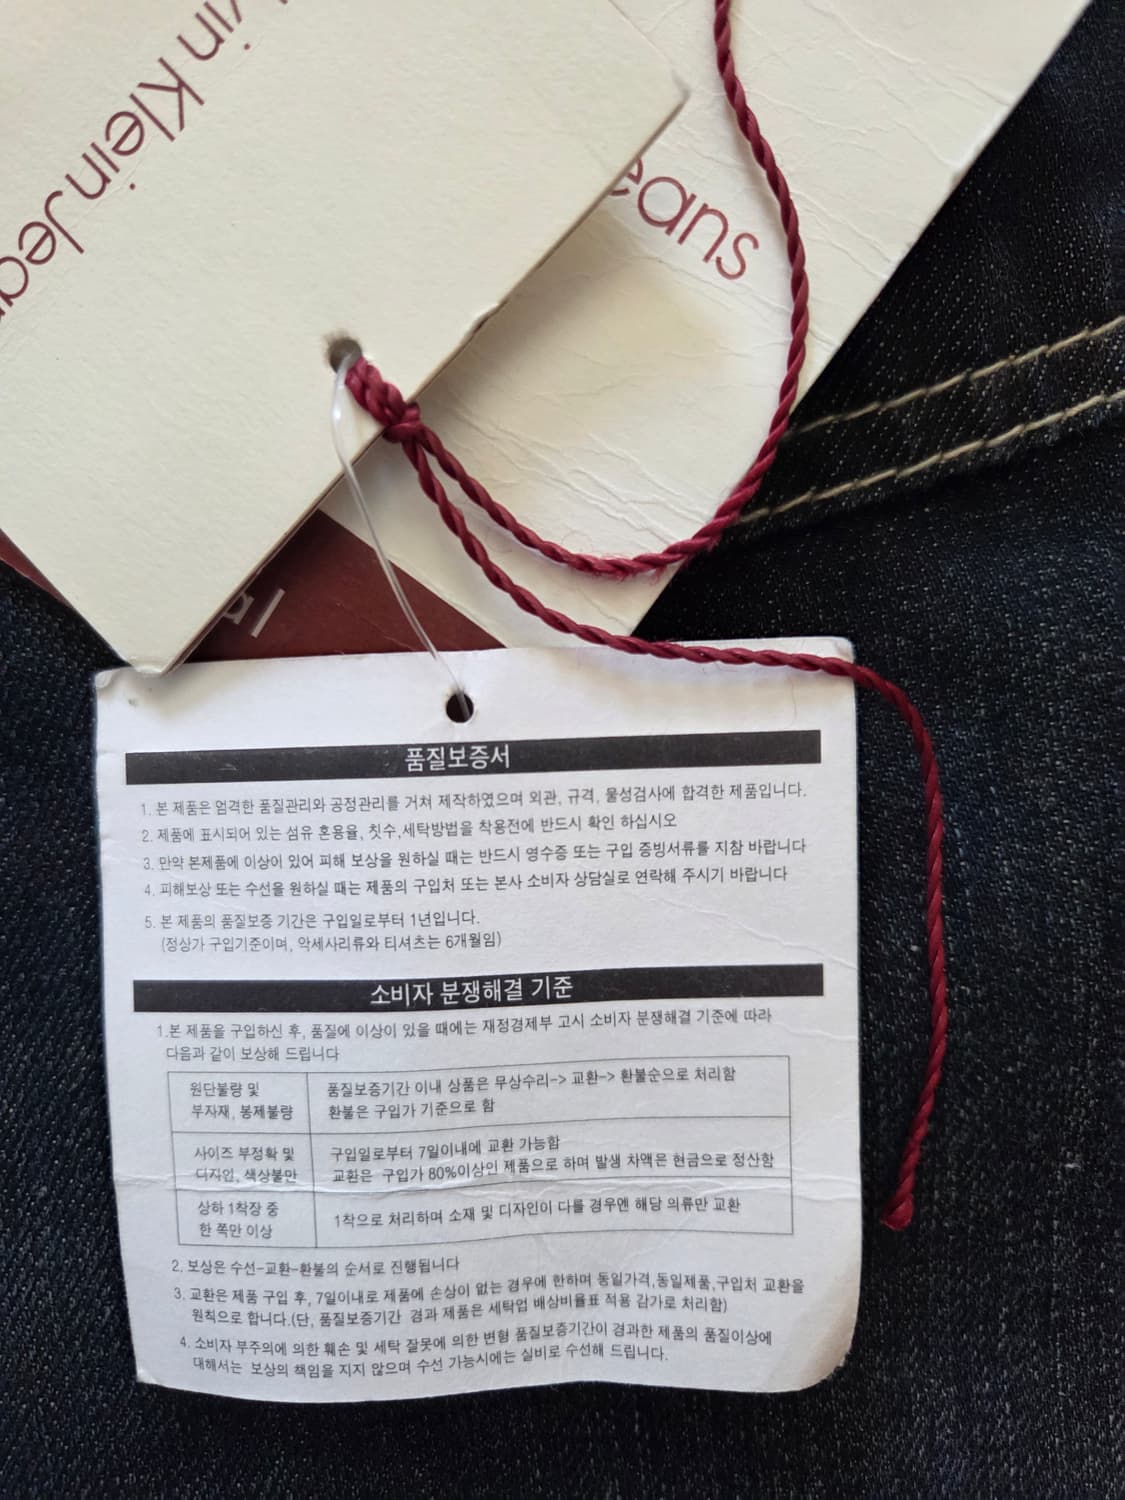 vin Klein Jea
eans
al
품질보증서
1. 본 제품은 엄격한 품질관리와 공정관리를 거쳐 제작하였으며 외관, 규격, 물성검사에 합격한 제품입니다.
2. 제품에 표시되어 있는 섬유 혼용율, 칫수,세탁방법을 착용전에 반드시 확인 하십시오
3. 만약 본제품에 이상이 있어 피해 보상을 원하실 때는 반드시 영수증 또는 구입 증빙서류를 지참 바랍니다
4. 피해보상 또는 수선을 원하실 때는 제품의 구입처 또는 본사 소비자 상담실로 연락해 주시기 바랍니다
5. 본 제품의 품질보증 기간은 구입일로부터 1년입니다.
(정상가 구입기준이며, 악세사리류와 티셔츠는 6개월임)
소비자 분쟁해결 기준
1.본 제품을 구입하신 후, 품질에 이상이 있을 때에는 재정경제부 고시 소비자 분쟁해결 기준에 따라
다음과 같이 보상해 드립니다
원단불량 및
부자재, 봉제불량
품질보증기간 이내 상품은 무상수리-> 교환-> 환불순으로 처리함
환불은 구입가 기준으로 함
사이즈 부정확 및
디자인, 색상불만
구입일로부터 7일이내에 교환 가능함
교환은 구입가 80%이상인 제품으로 하며 발생 차액은 현금으로 정산함
상하 1착장 중
한 쪽만 이상
1착으로 처리하며 소재 및 디자인이 다를 경우엔 해당 의류만 교환
2. 보상은 수선-교환-환불의 순서로 진행됩니다
3. 교환은 제품 구입 후, 7일이내로 제품에 손상이 없는 경우에 한하며 동일가격,동일제품,구입처 교환을
원칙으로 합니다.(단, 품질보증기간 경과 제품은 세탁업 배상비율표 적용 감가로 처리함)
4. 소비자 부주의에 의한 훼손 및 세탁 잘못에 의한 변형 품질보증기간이 경과한 제품의 품질이상에
대해서는 보상의 책임을 지지 않으며 수선 가능시에는 실비로 수선해 드립니다.